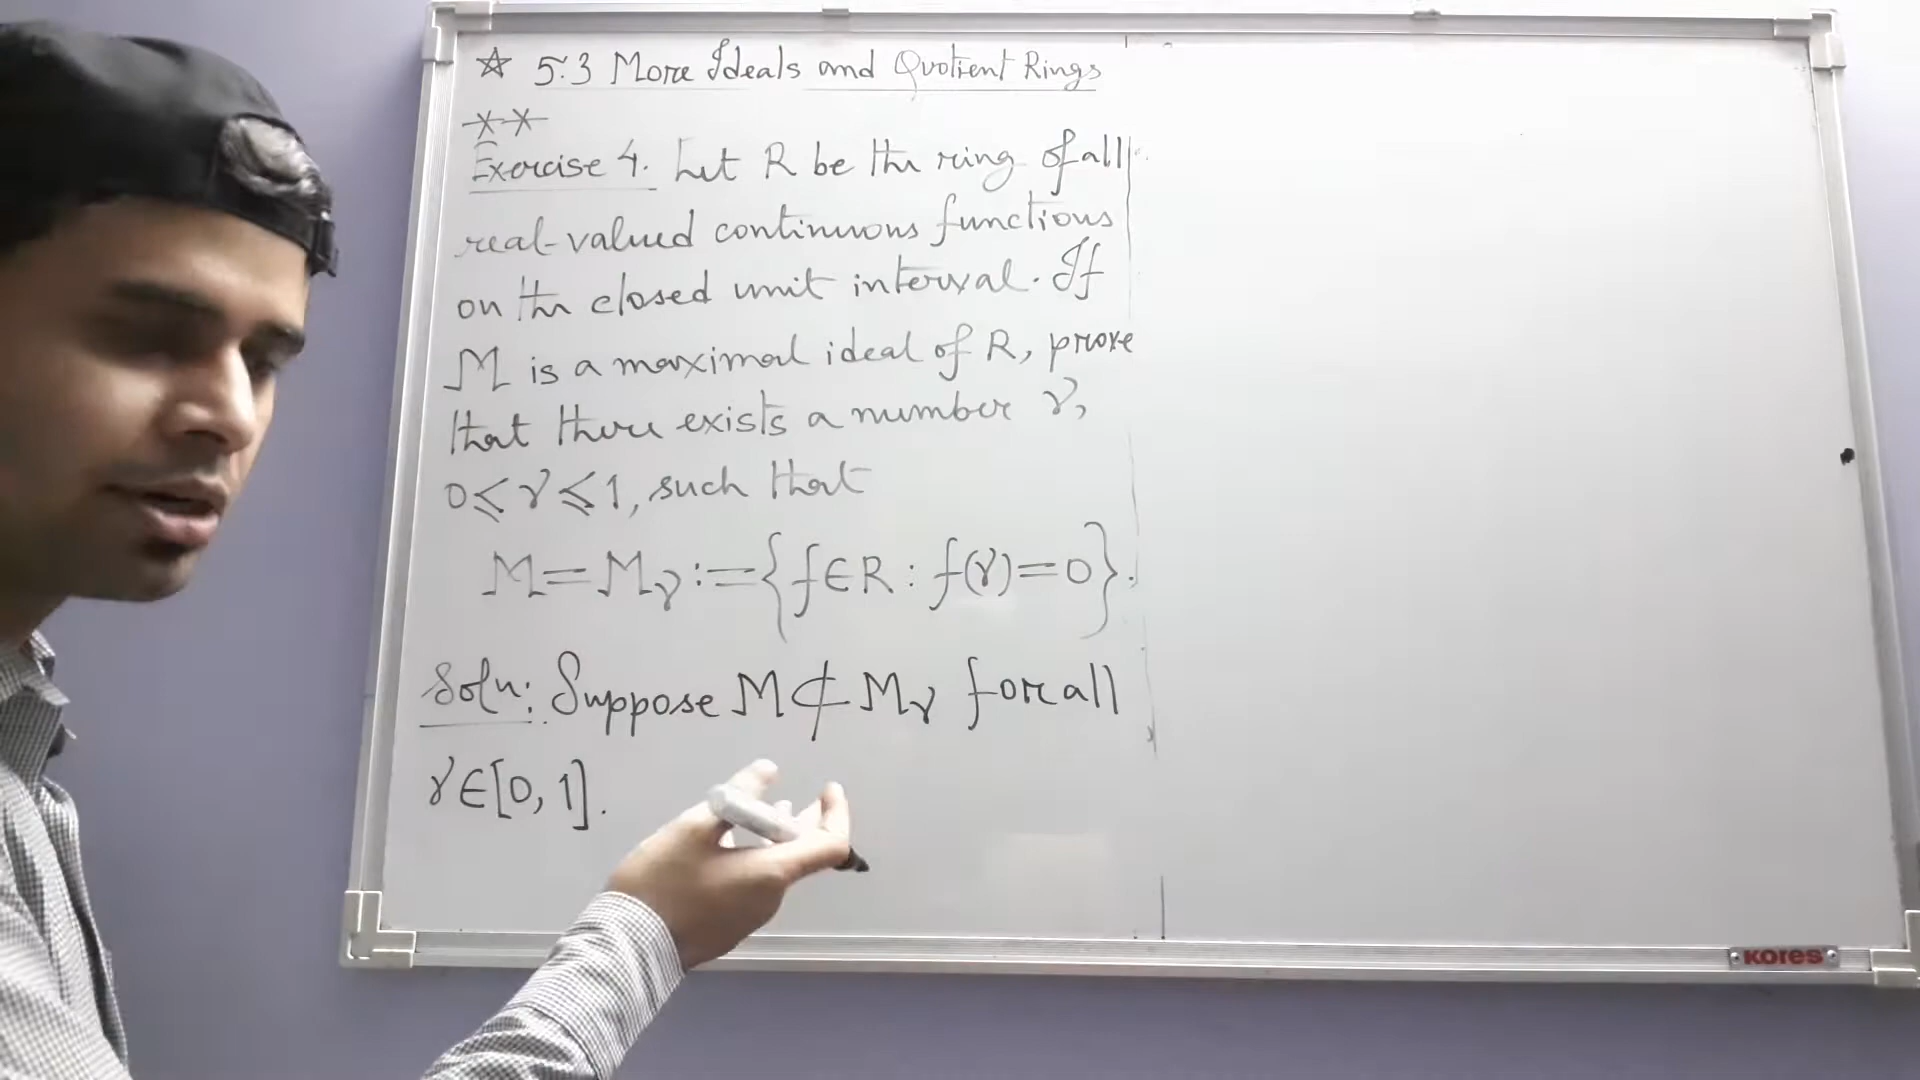 ☆ 5.3 More Ideals and Quotient Rings
**
Exercise 4. Let R be the ring of all
real-valued continuous functions
on the closed unit interval. If
M is a maximal ideal of R, prove
that there exists a number γ,
0 ≤ γ ≤ 1, such that
M = Mγ := {f ∈ R : f(γ) = 0}.
Soln: Suppose M ⊄ Mγ for all
γ ∈ [0, 1].
KORES